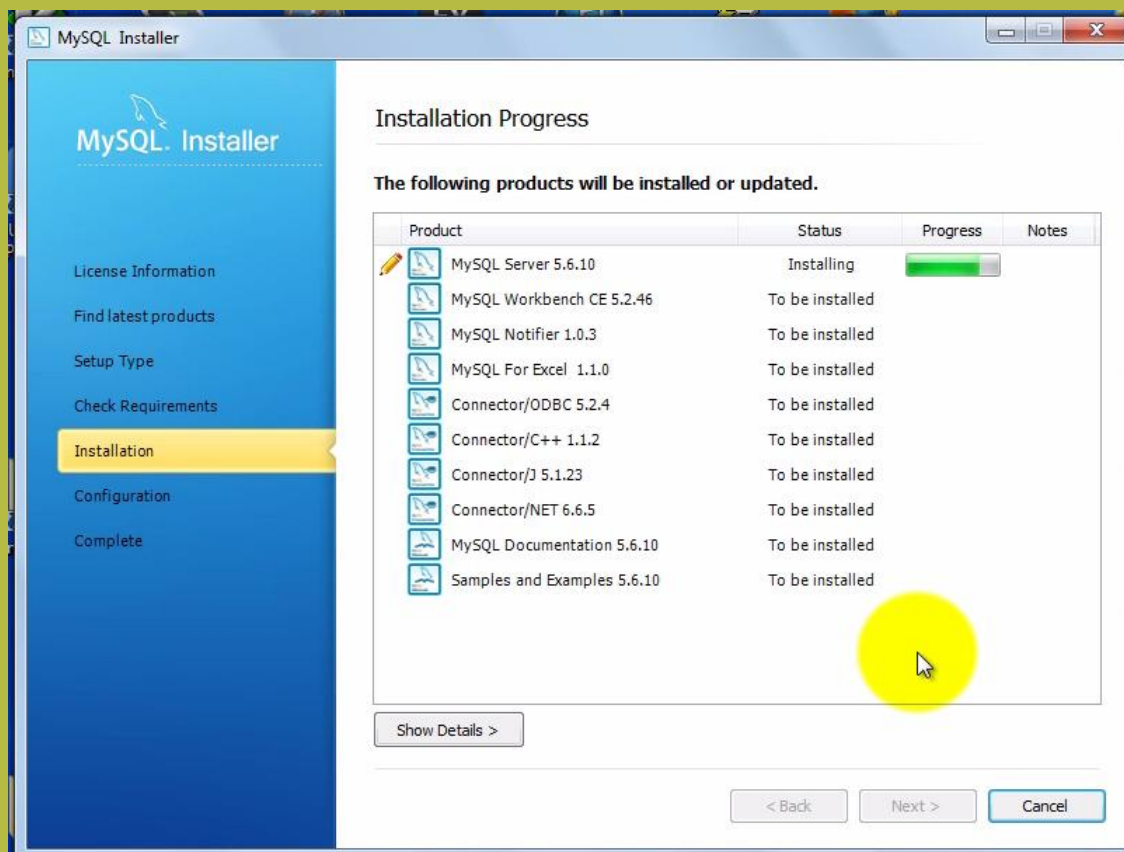 MySQL Installer
MySQL. Installer
License Information
Find latest products
Setup Type
Check Requirements
Installation
Configuration
Complete
Installation Progress
The following products will be installed or updated.
Product Status Progress Notes
MySQL Server 5.6.10 Installing
MySQL Workbench CE 5.2.46 To be installed
MySQL Notifier 1.0.3 To be installed
MySQL For Excel 1.1.0 To be installed
Connector/ODBC 5.2.4 To be installed
Connector/C++ 1.1.2 To be installed
Connector/J 5.1.23 To be installed
Connector/NET 6.6.5 To be installed
MySQL Documentation 5.6.10 To be installed
Samples and Examples 5.6.10 To be installed
Show Details >
< Back Next > Cancel